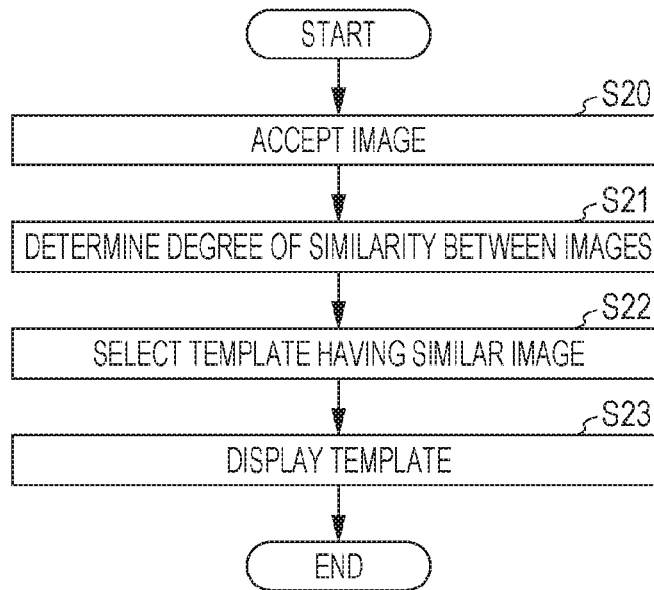 START
S20
ACCEPT IMAGE
S21
DETERMINE DEGREE OF SIMILARITY BETWEEN IMAGES
S22
SELECT TEMPLATE HAVING SIMILAR IMAGE
S23
DISPLAY TEMPLATE
END